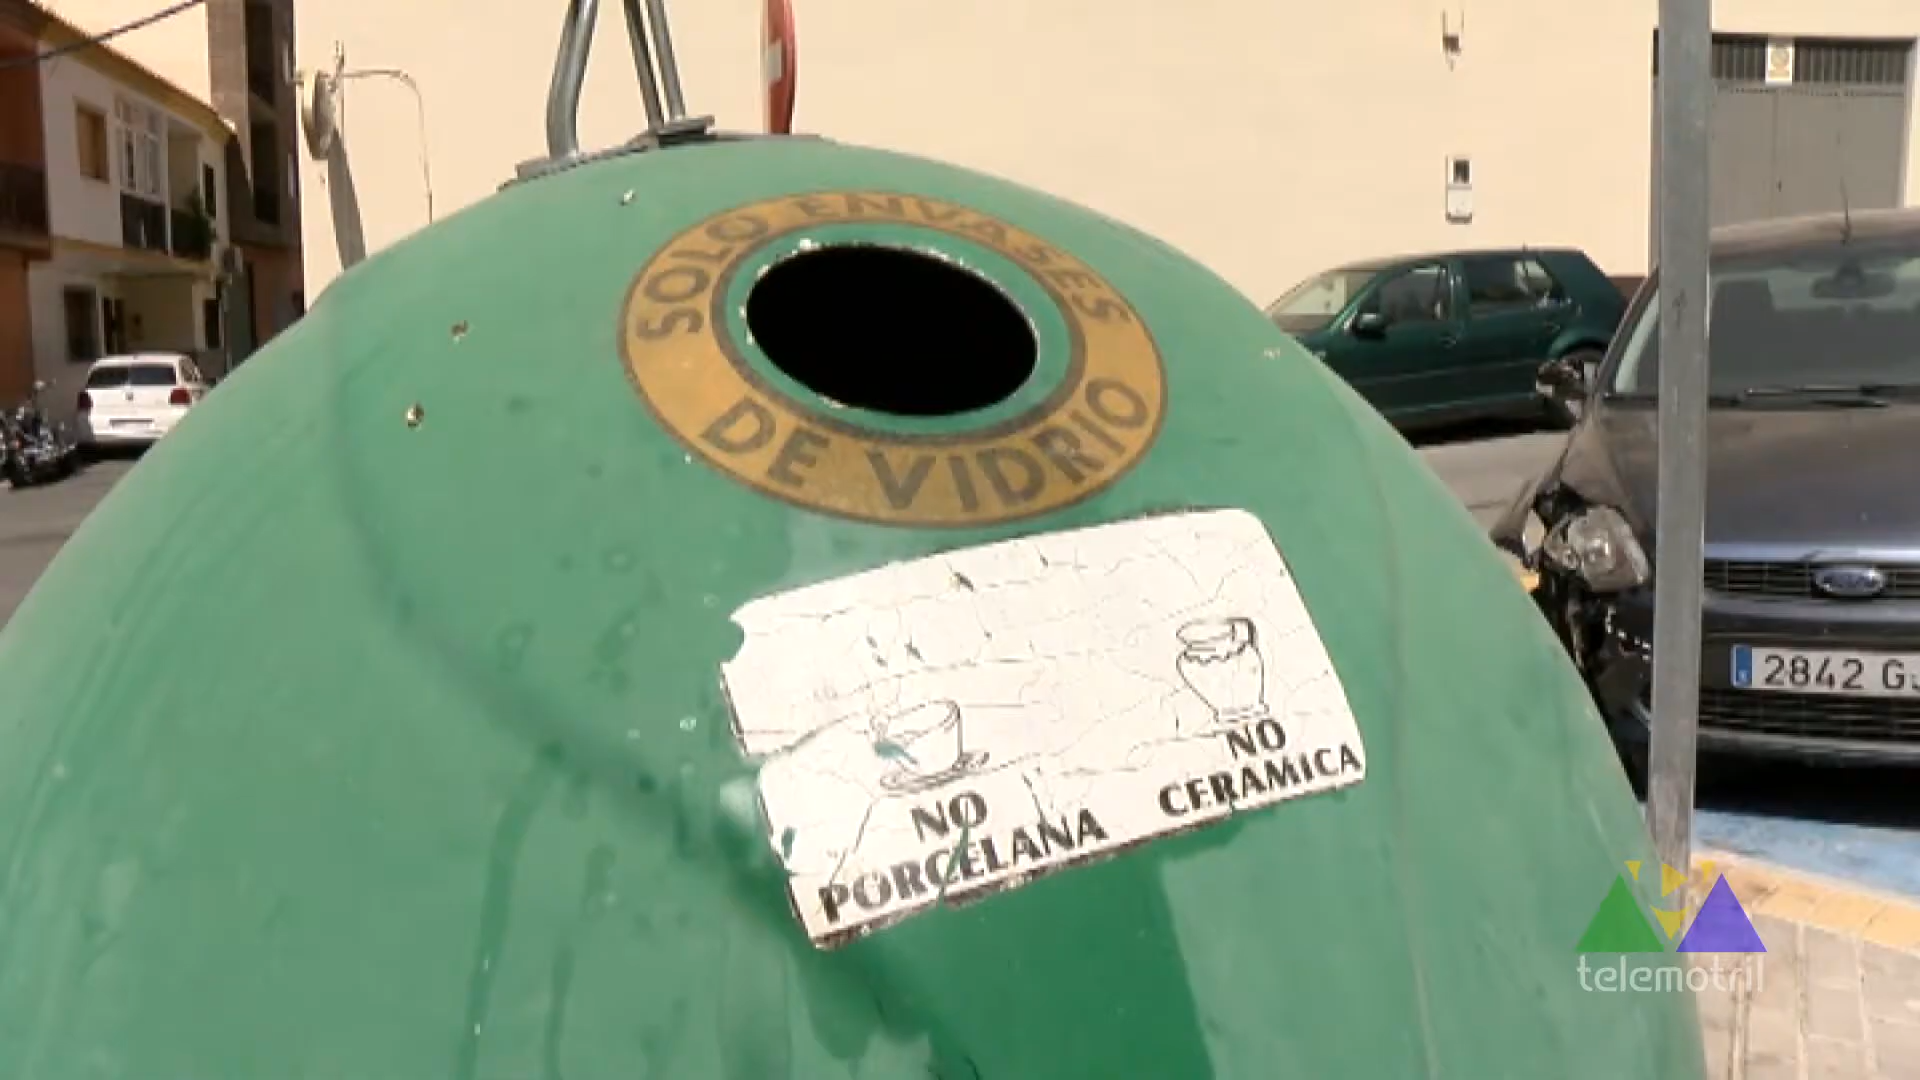 SOLO ENVASES
DE VIDRIO
NO
PORCELANA
NO
CERAMICA
2842 G
telemotril